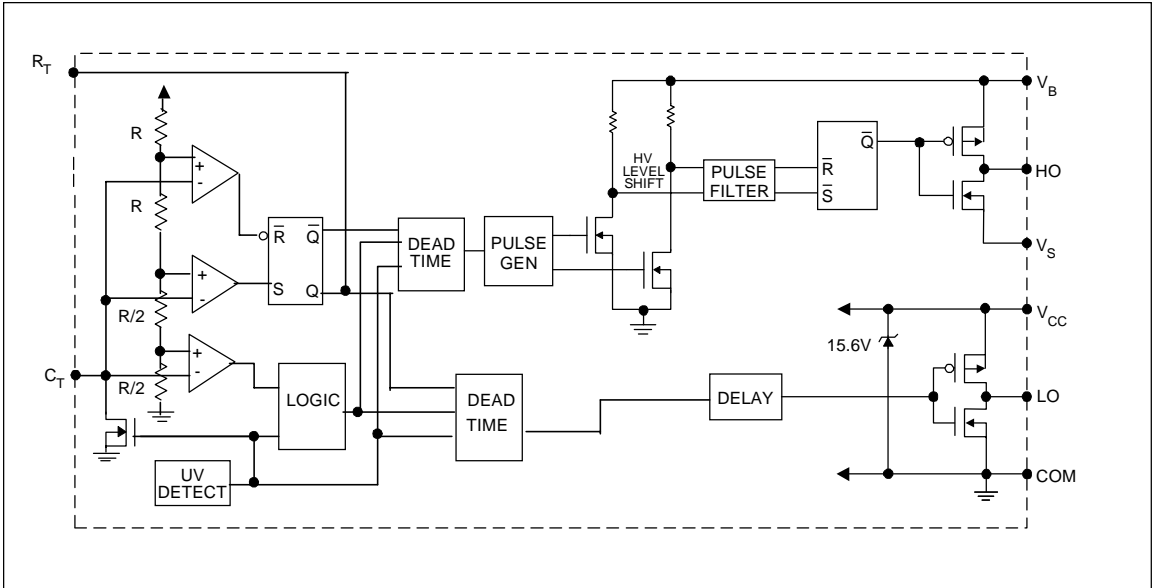 R_T
R
+
-
R
+
-
R/2
+
-
R/2
C_T
R̅ Q̅
S Q
LOGIC
UV
DETECT
DEAD
TIME
PULSE
GEN
HV
LEVEL
SHIFT
PULSE
FILTER
Q̅
R̅
S̅
DEAD
TIME
DELAY
15.6V
V_B
HO
V_S
V_CC
LO
COM